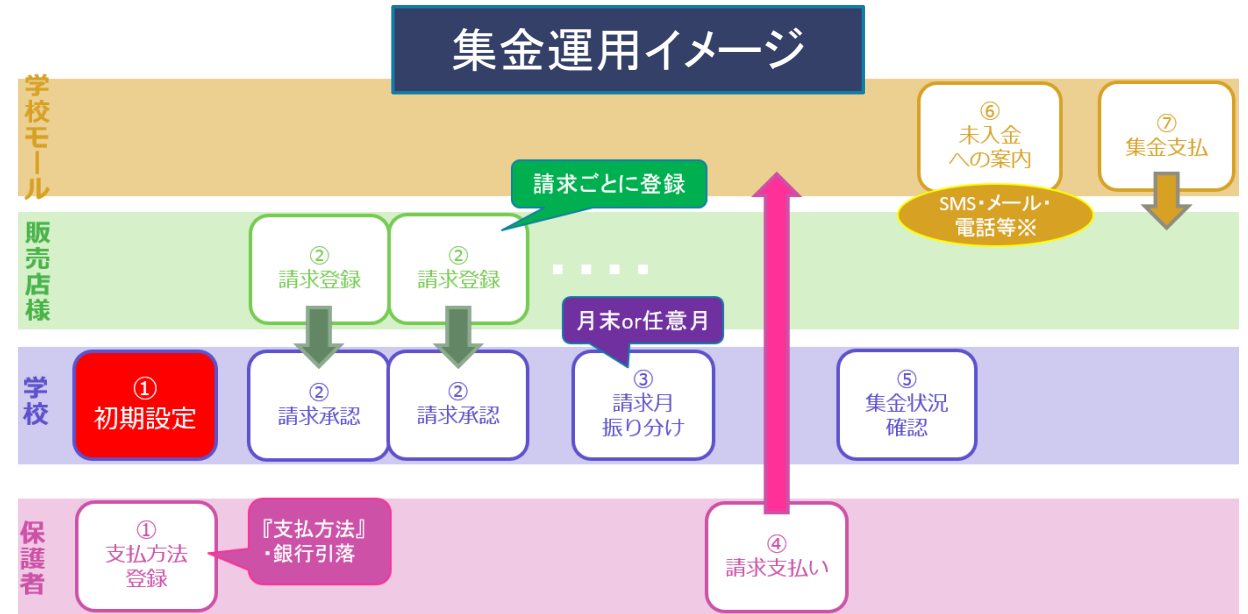 集金運用イメージ
学校モール
⑥
未入金
への案内
⑦
集金支払
SMS・メール・
電話等※
請求ごとに登録
販売店様
②
請求登録
②
請求登録
・・・・
月末or任意月
学校
①
初期設定
②
請求承認
②
請求承認
③
請求月
振り分け
⑤
集金状況
確認
保護者
①
支払方法
登録
『支払方法』
・銀行引落
④
請求支払い